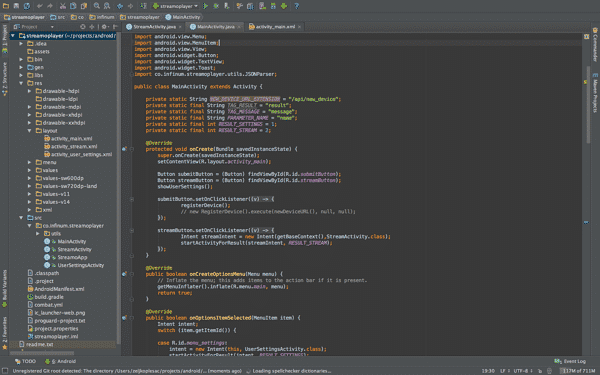 streamoplayer src co infinum streamoplayer MainActivity
Project
StreamActivity.java MainActivity.java activity_main.xml
streamoplayer
.idea
assets
bin
gen
libs
res
drawable-hdpi
drawable-ldpi
drawable-mdpi
drawable-xhdpi
drawable-xxhdpi
layout
activity_main.xml
activity_stream.xml
activity_user_settings.xml
menu
values
values-sw600dp
values-sw720dp-land
values-v11
values-v14
xml
src
co.infinum.streamoplayer
utils
MainActivity
StreamActivity
StreamoApp
UserSettingsActivity
.classpath
.project
AndroidManifest.xml
build.gradle
combat.yml
ic_launcher-web.png
proguard-project.txt
project.properties
streamoplayer.iml
readme.txt
import android.view.Menu;
import android.view.MenuItem;
import android.view.View;
import android.widget.Button;
import android.widget.TextView;
import android.widget.Toast;
import co.infinum.streamoplayer.utils.JSONParser;
public class MainActivity extends Activity {
private static String NEW_DEVICE_URL_EXTENSION = "/api/new_device";
private static final String TAG_RESULT = "result";
private static final String TAG_MESSAGE = "message";
private static final String PARAMETER_NAME = "name";
private static final int RESULT_SETTINGS = 1;
private static final int RESULT_STREAM = 2;
@Override
protected void onCreate(Bundle savedInstanceState) {
super.onCreate(savedInstanceState);
setContentView(R.layout.activity_main);
Button submitButton = (Button) findViewById(R.id.submitButton);
Button streamButton = (Button) findViewById(R.id.streamButton);
showUserSettings();
submitButton.setOnClickListener((v) → {
registerDevice();
// new RegisterDevice().execute(newDeviceURL(), null, null);
});
streamButton.setOnClickListener((v) → {
Intent streamIntent = new Intent(getBaseContext(),StreamActivity.class);
startActivityForResult(streamIntent, RESULT_STREAM);
});
}
@Override
public boolean onCreateOptionsMenu(Menu menu) {
// Inflate the menu; this adds items to the action bar if it is present.
getMenuInflater().inflate(R.menu.main, menu);
return true;
}
@Override
public boolean onOptionsItemSelected(MenuItem item) {
Intent intent;
switch (item.getItemId()) {
case R.id.menu_settings:
intent = new Intent(this, UserSettingsActivity.class);
startActivityForResult(intent, RESULT_SETTINGS);
1: Project
Z: Structure
Build Variants
2: Favorites
Commander
Maven Projects
TODO 6: Android Event Log
Unregistered Git root detected: The directory (moments ago) Loading spellchecker dictionaries... 19:30 LF UTF-8 117M of 711M